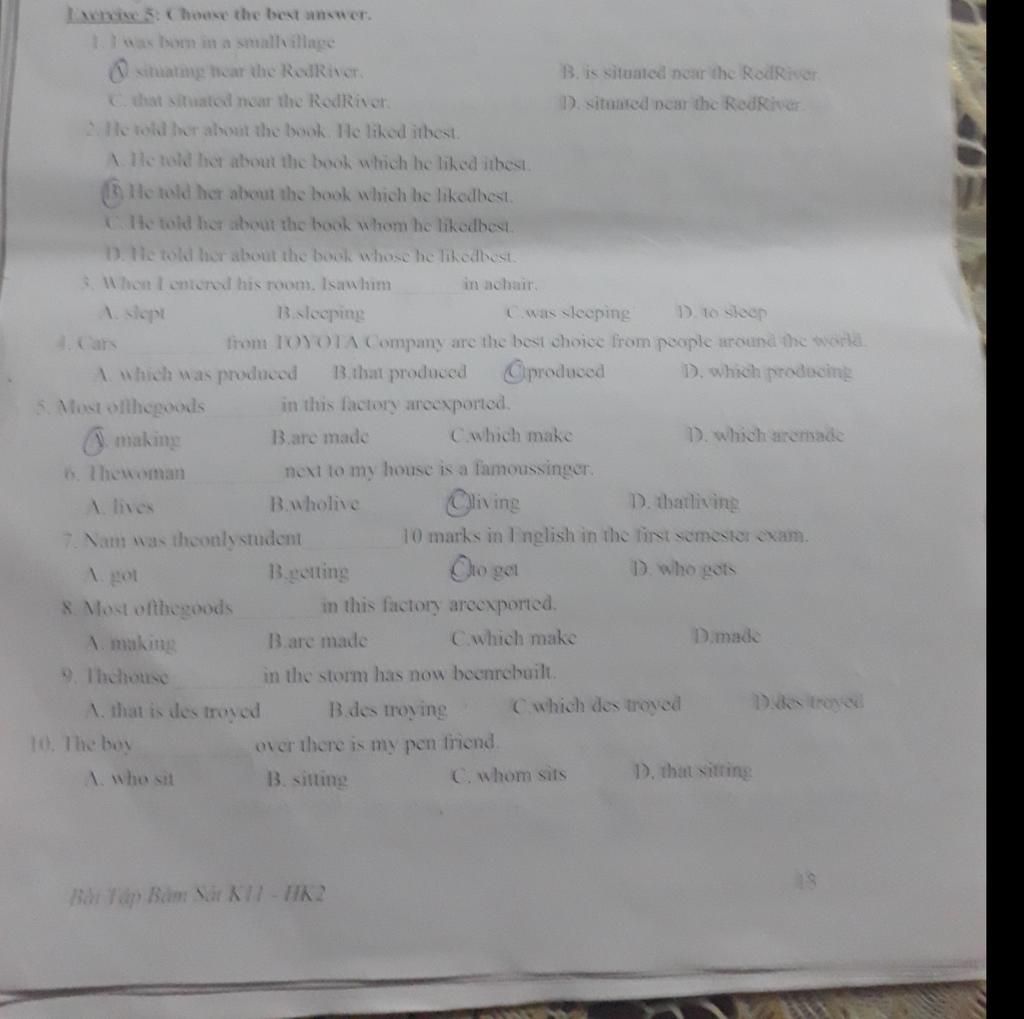 Exercise 5: Choose the best answer.
1. I was born in a smallvillage
A. situating near the RedRiver. B. is situated near the RedRiver.
C. that situated near the RedRiver. D. situated near the RedRiver.
2. He told her about the book. He liked itbest.
A. He told her about the book which he liked itbest.
B. He told her about the book which he likedbest.
C. He told her about the book whom he likedbest.
D. He told her about the book whose he likedbest.
3. When I entered his room, Isawhim ______ in achair.
A. slept B.sleeping C.was sleeping D. to sleep
4. Cars ________ from TOYOTA Company are the best choice from people around the world.
A. which was produced B.that produced C.produced D. which producing
5. Most ofthegoods ________ in this factory areexported.
A. making B.are made C.which make D. which aremade
6. Thewoman ________ next to my house is a famoussinger.
A. lives B.wholive C.living D. thatliving
7. Nam was theonlystudent ________ 10 marks in English in the first semester exam.
A. got B.getting C.to get D. who gets
8. Most ofthegoods ________ in this factory areexported.
A. making B.are made C.which make D.made
9. Thehouse ________ in the storm has now beenrebuilt.
A. that is des troyed B.des troying C.which des troyed D.des troyed
10. The boy ________ over there is my pen friend.
A. who sit B. sitting C. whom sits D. that sitting
Bài Tập Bám Sát K11 - HK2